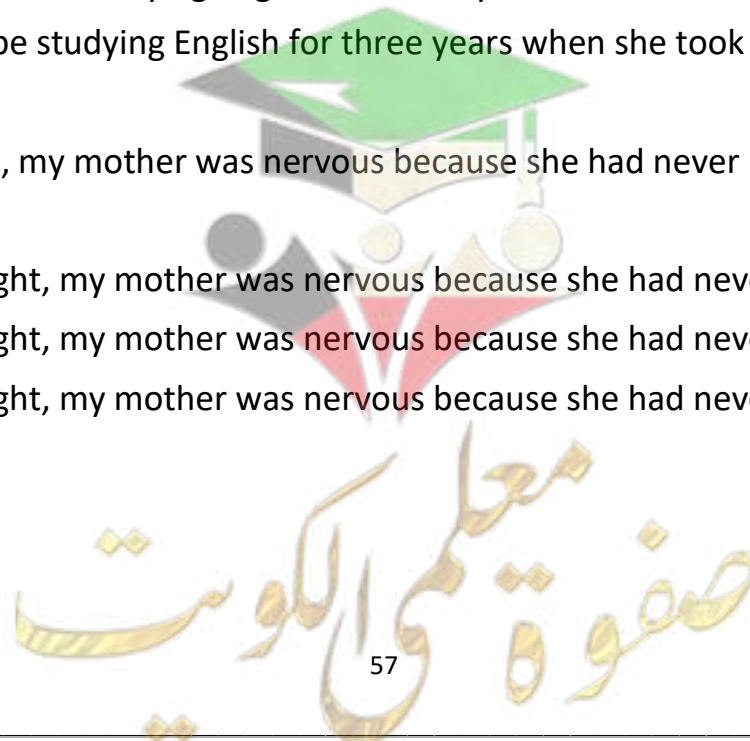 be studying English for three years when she took
, my mother was nervous because she had never
ght, my mother was nervous because she had neve
ght, my mother was nervous because she had neve
ght, my mother was nervous because she had neve
صفوة معلمى الكويت
57